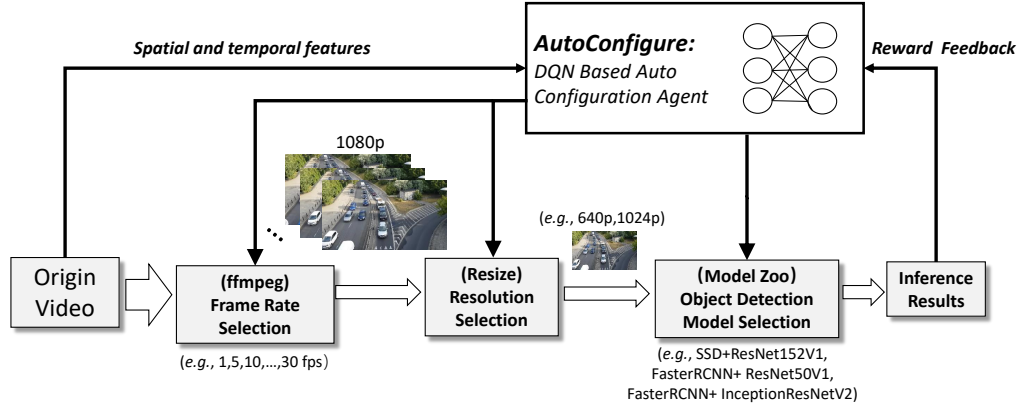 Spatial and temporal features
AutoConfigure:
DQN Based Auto
Configuration Agent
Reward Feedback
1080p
...
(e.g., 640p,1024p)
Origin
Video
(ffmpeg)
Frame Rate
Selection
(Resize)
Resolution
Selection
(Model Zoo)
Object Detection
Model Selection
Inference
Results
(e.g., 1,5,10,...,30 fps)
(e.g., SSD+ResNet152V1,
FasterRCNN+ ResNet50V1,
FasterRCNN+ InceptionResNetV2)